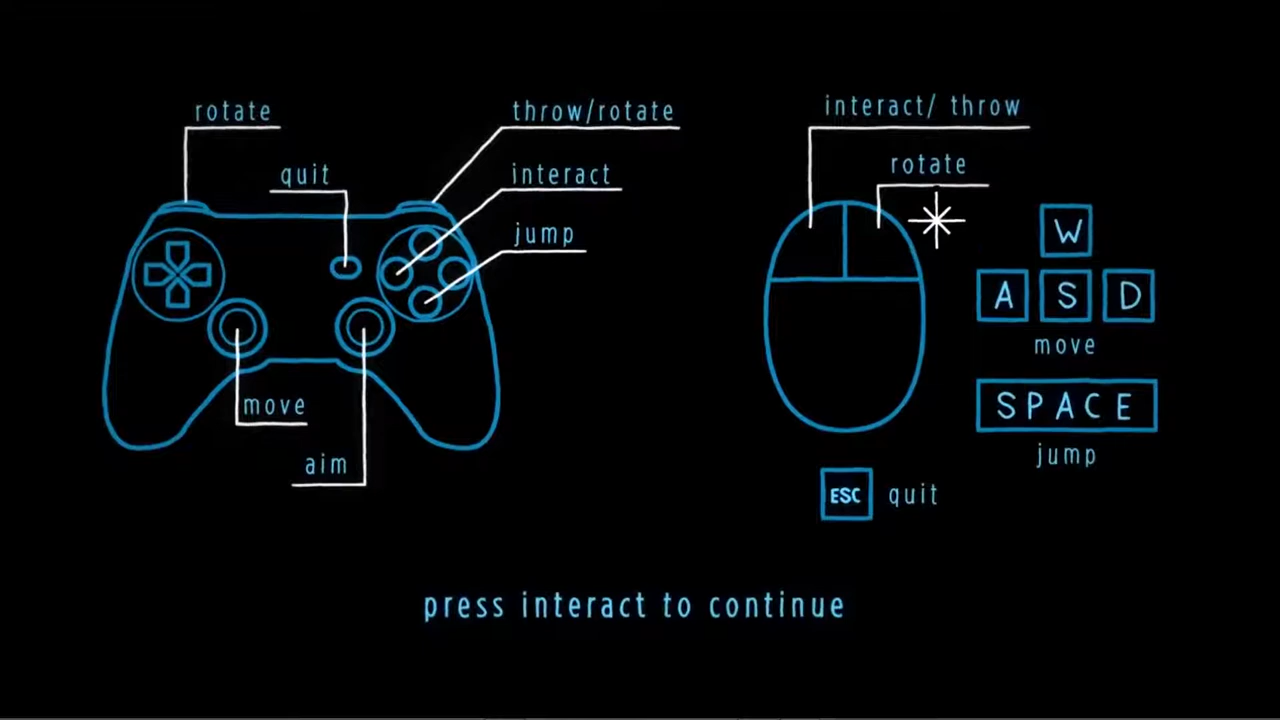 rotate
throw/rotate
quit
interact
jump
move
aim
interact/ throw
rotate
W
A S D
move
SPACE
jump
ESC quit
press interact to continue